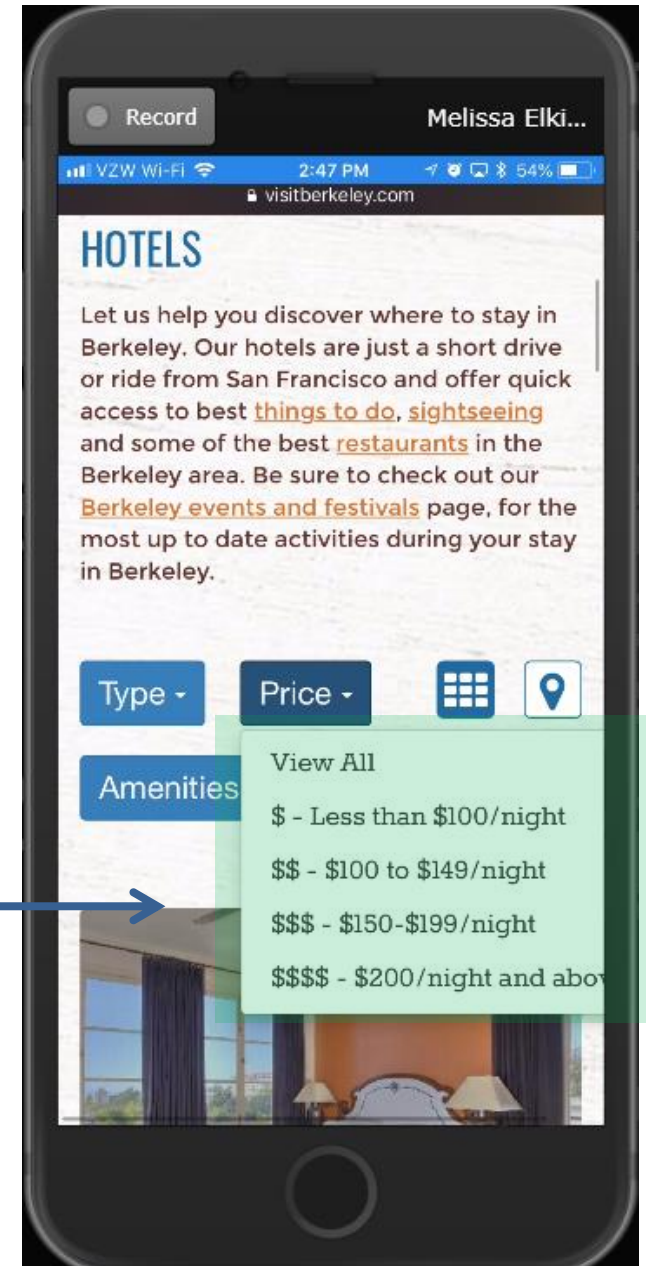 Record Melissa Elki...
VZW Wi-Fi 2:47 PM 54%
visitberkeley.com
HOTELS
Let us help you discover where to stay in
Berkeley. Our hotels are just a short drive
or ride from San Francisco and offer quick
access to best things to do, sightseeing
and some of the best restaurants in the
Berkeley area. Be sure to check out our
Berkeley events and festivals page, for the
most up to date activities during your stay
in Berkeley.
Type Price
Amenities
View All
$ - Less than $100/night
$$ - $100 to $149/night
$$$ - $150-$199/night
$$$$ - $200/night and abov